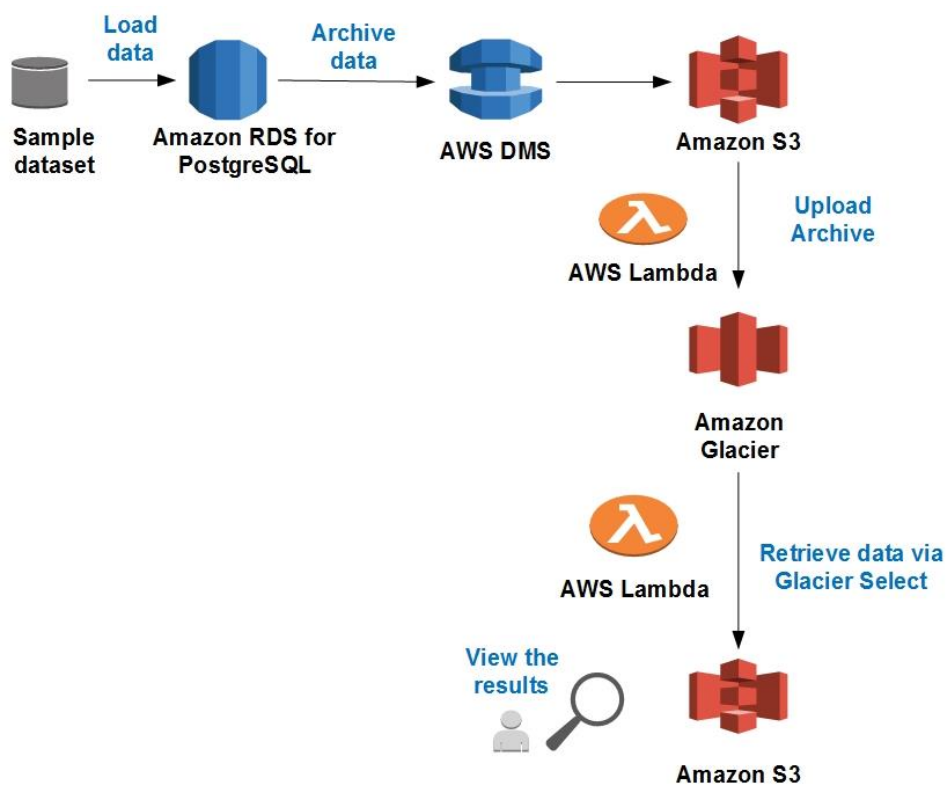 Load
data
Archive
data
Sample
dataset
Amazon RDS for
PostgreSQL
AWS DMS
Amazon S3
Upload
Archive
AWS Lambda
Amazon
Glacier
Retrieve data via
Glacier Select
AWS Lambda
View the
results
Amazon S3